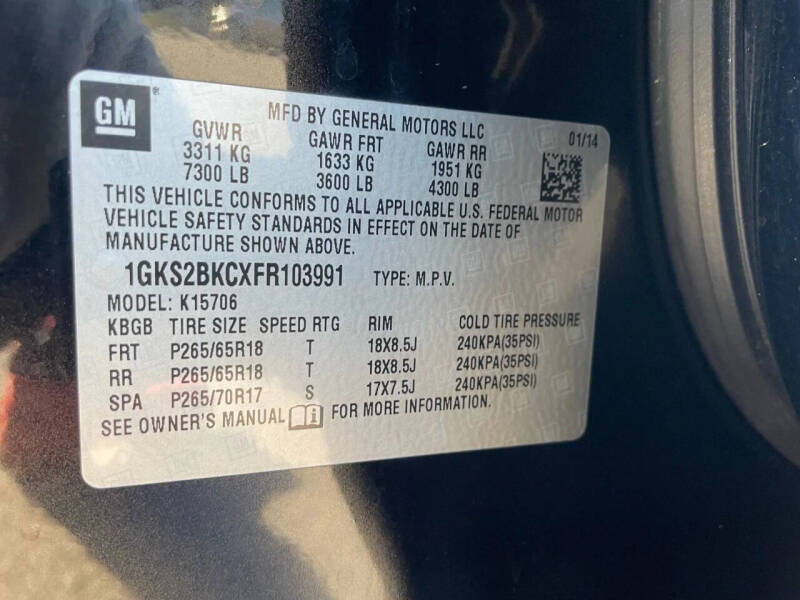 GM
®
MFD BY GENERAL MOTORS LLC
01/14
GVWR GAWR FRT GAWR RR
3311 KG 1633 KG 1951 KG
7300 LB 3600 LB 4300 LB
THIS VEHICLE CONFORMS TO ALL APPLICABLE U.S. FEDERAL MOTOR
VEHICLE SAFETY STANDARDS IN EFFECT ON THE DATE OF
MANUFACTURE SHOWN ABOVE.
1GKS2BKCXFR103991 TYPE: M.P.V.
MODEL: K15706
KBGB TIRE SIZE SPEED RTG RIM COLD TIRE PRESSURE
FRT P265/65R18 T 18X8.5J 240KPA(35PSI)
RR P265/65R18 T 18X8.5J 240KPA(35PSI)
SPA P265/70R17 S 17X7.5J 240KPA(35PSI)
SEE OWNER'S MANUAL i FOR MORE INFORMATION.